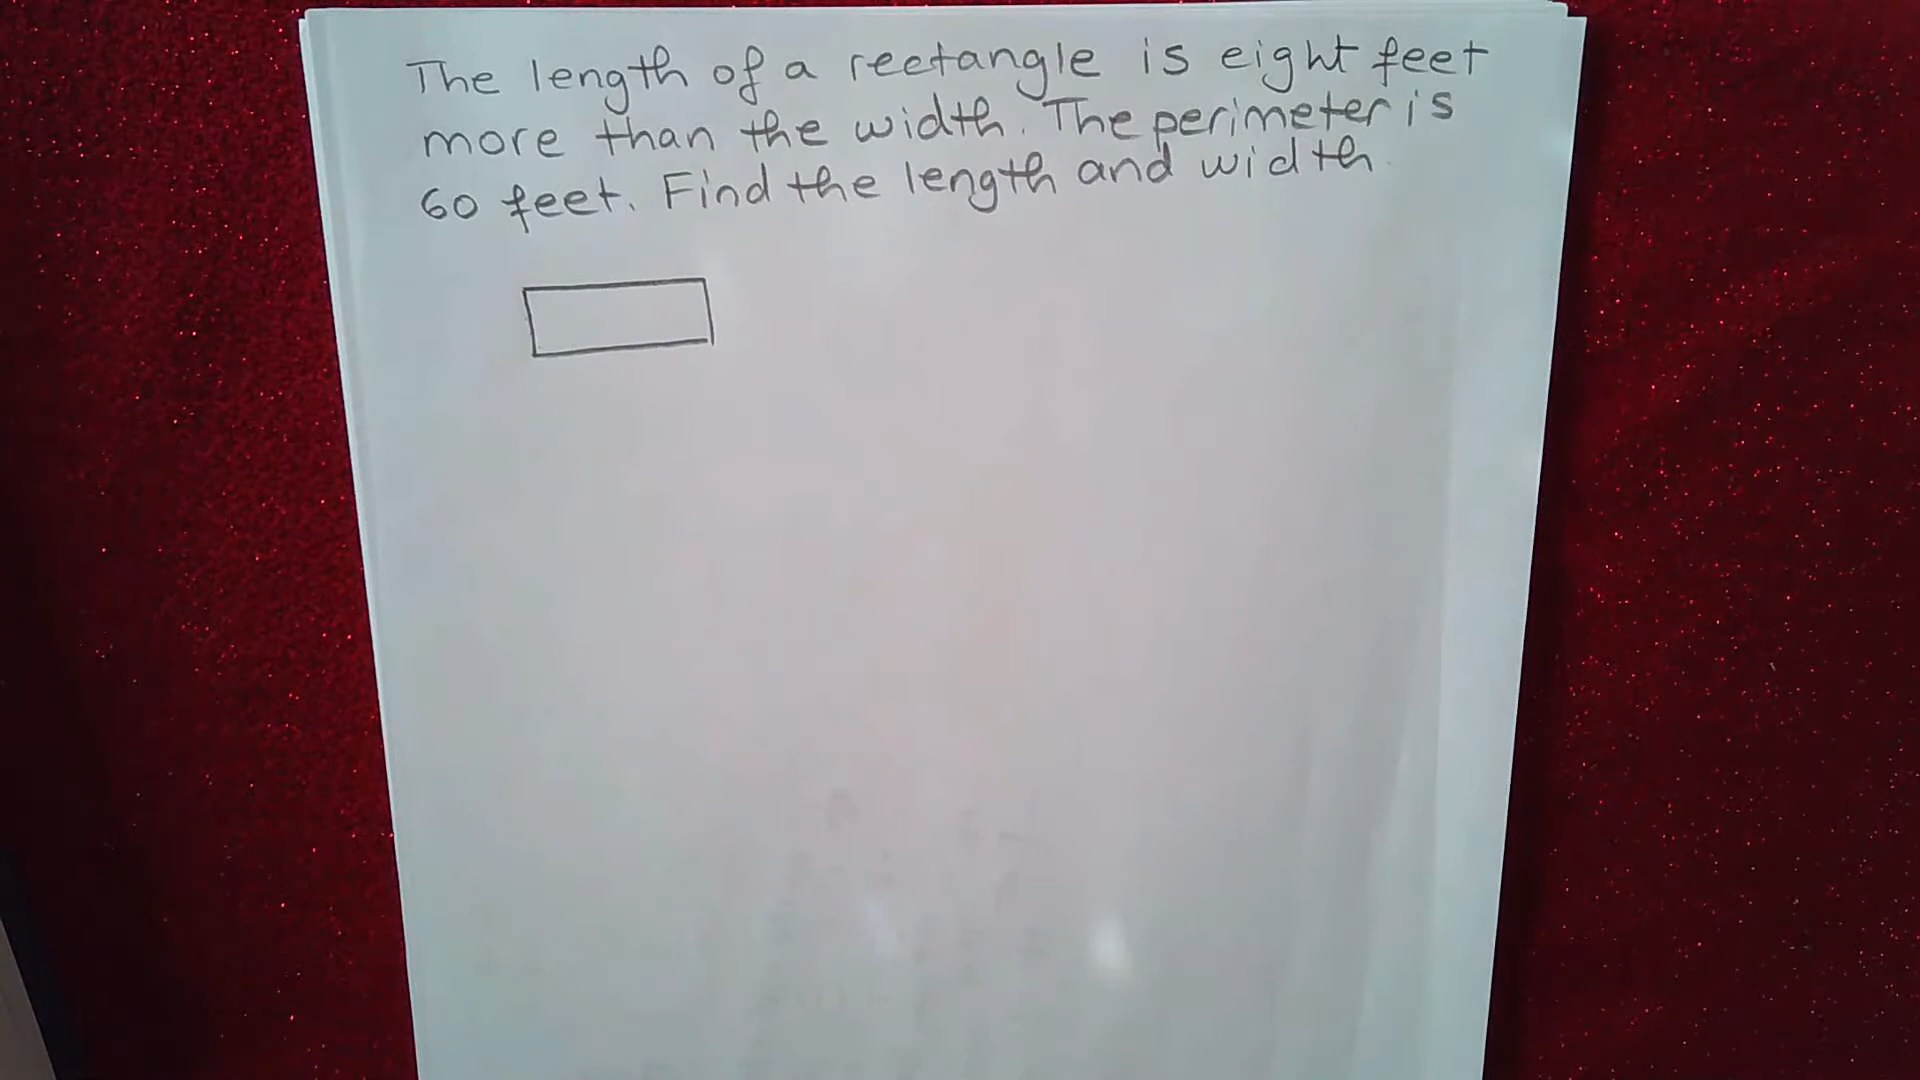 The length of a rectangle is eight feet
more than the width. The perimeter is
60 feet. Find the length and width